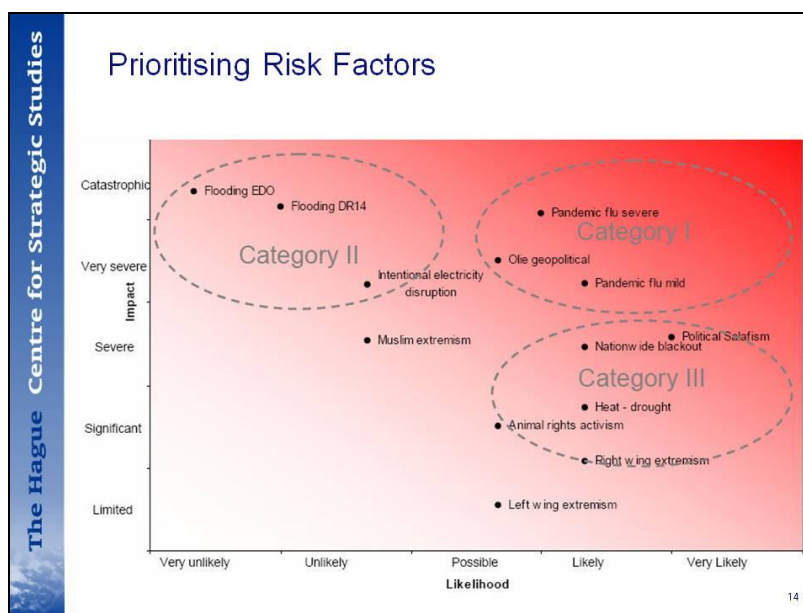 The Hague Centre for Strategic Studies
Prioritising Risk Factors
Impact
Catastrophic
Very severe
Severe
Significant
Limited
Flooding EDO
Flooding DR14
Category II
Intentional electricity
disruption
Muslim extremism
Pandemic flu severe
Category I
Olie geopolitical
Pandemic flu mild
Political Salafism
Nationwide blackout
Category III
Heat - drought
Animal rights activism
Right wing extremism
Left wing extremism
Very unlikely
Unlikely
Possible
Likely
Very Likely
Likelihood
14